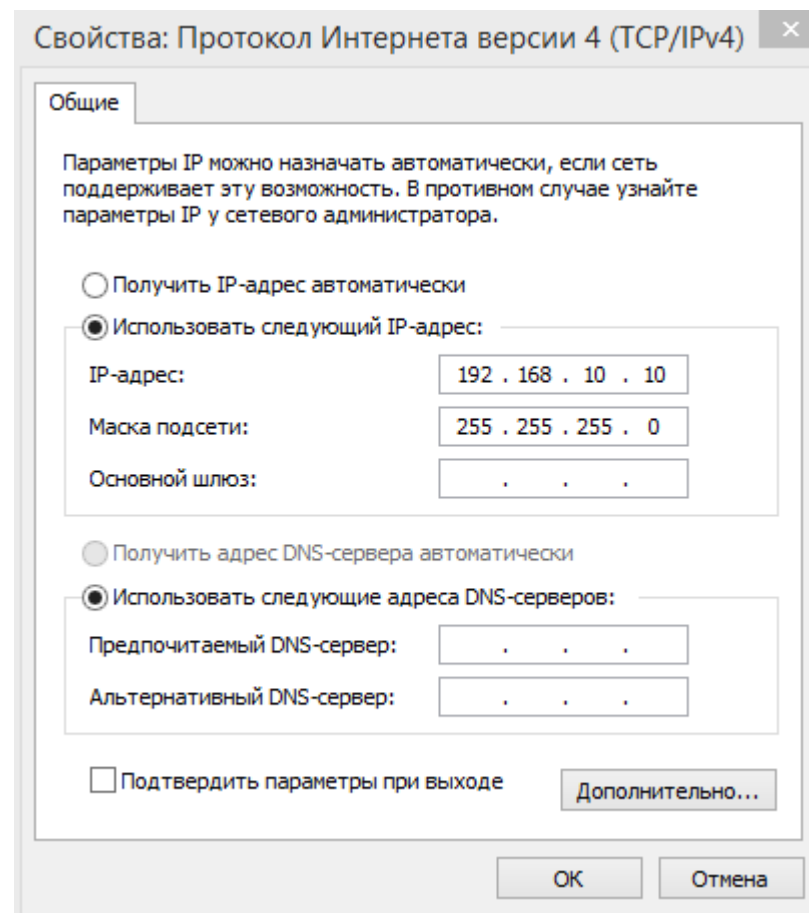 Свойства: Протокол Интернета версии 4 (TCP/IPv4)
Общие
Параметры IP можно назначать автоматически, если сеть
поддерживает эту возможность. В противном случае узнайте
параметры IP у сетевого администратора.
Получить IP-адрес автоматически
Использовать следующий IP-адрес:
IP-адрес: 192 . 168 . 10 . 10
Маска подсети: 255 . 255 . 255 . 0
Основной шлюз: . . .
Получить адрес DNS-сервера автоматически
Использовать следующие адреса DNS-серверов:
Предпочитаемый DNS-сервер: . . .
Альтернативный DNS-сервер: . . .
Подтвердить параметры при выходе
Дополнительно...
ОК Отмена